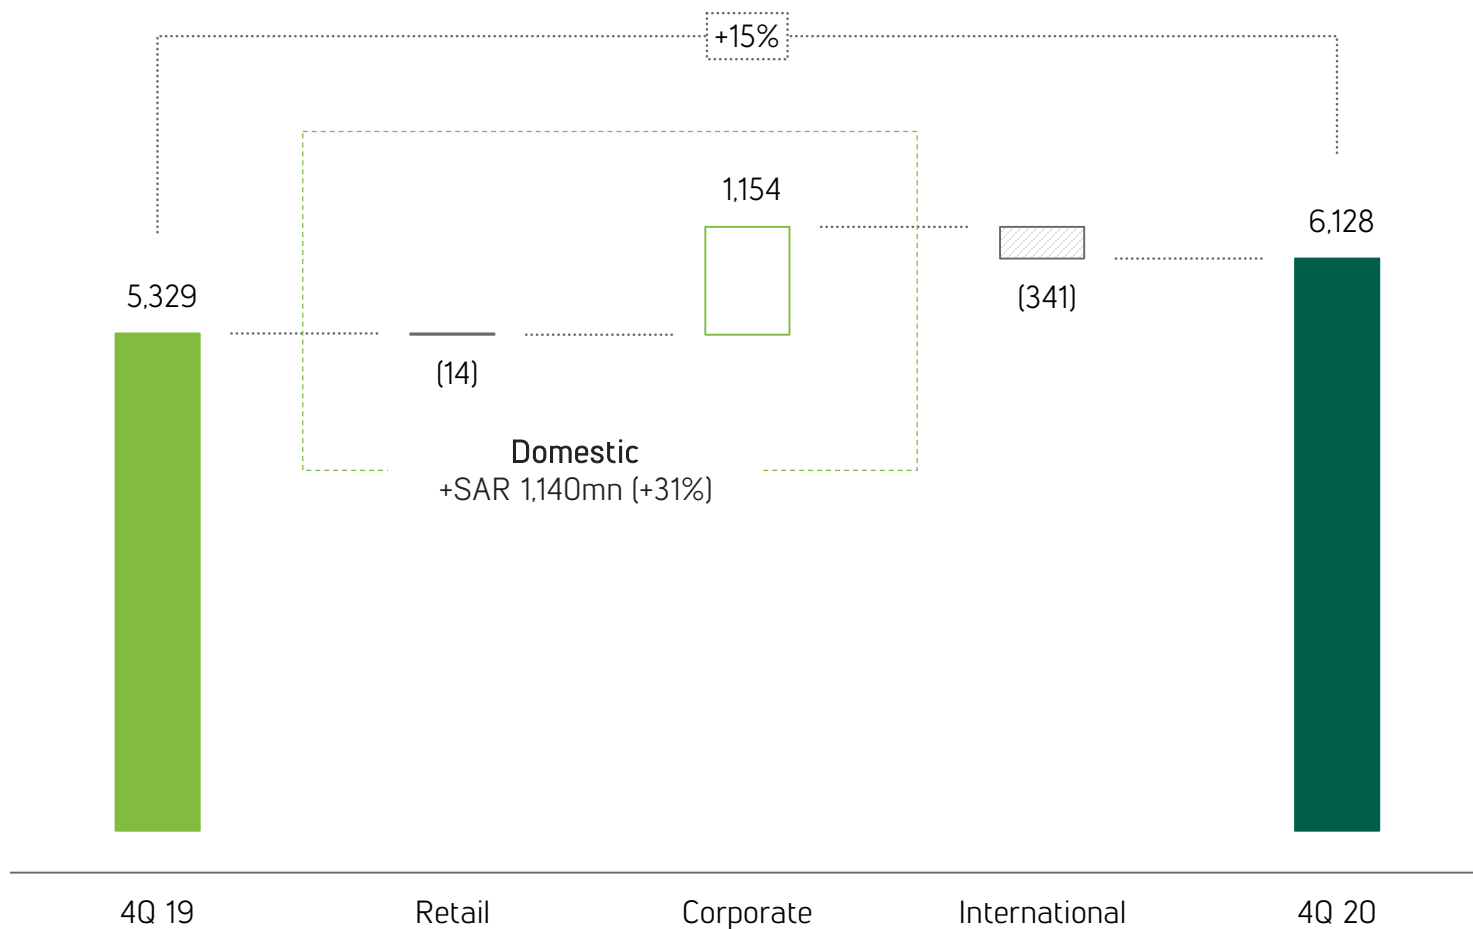 +15%
1,154
6,128
5,329
(341)
(14)
Domestic
+SAR 1,140mn (+31%)
4Q 19
Retail
Corporate
International
4Q 20